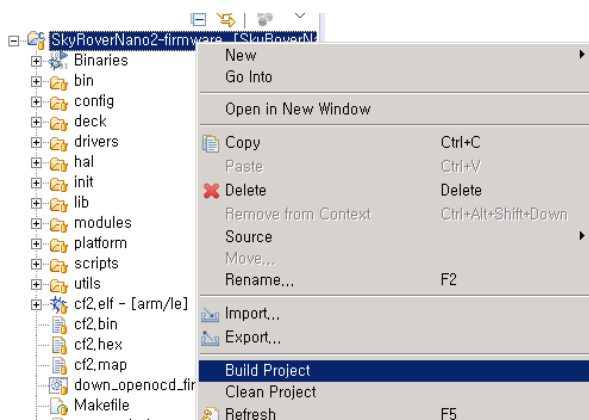 SkyRoverNano2-firmware [SkyRoverNa
Binaries
bin
config
deck
drivers
hal
init
lib
modules
platform
scripts
utils
cf2.elf - [arm/le]
cf2.bin
cf2.hex
cf2.map
down_openocd_fir
Makefile
New
Go Into
Open in New Window
Copy Ctrl+C
Paste Ctrl+V
Delete Delete
Remove from Context Ctrl+Alt+Shift+Down
Source
Move...
Rename... F2
Import...
Export...
Build Project
Clean Project
Refresh F5